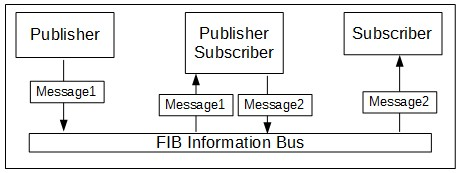 Publisher
Publisher
Subscriber
Subscriber
Message1
Message1
Message2
Message2
FIB Information Bus